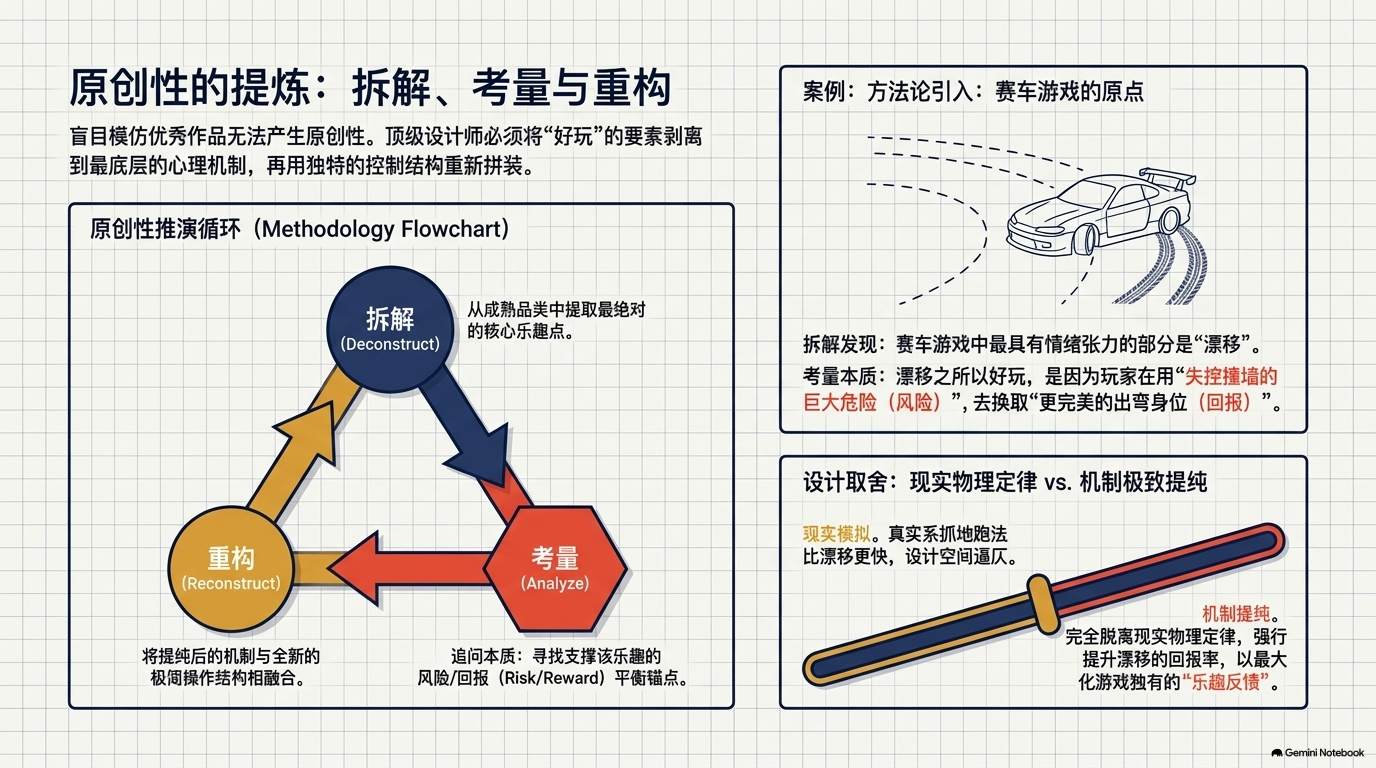 原创性的提炼：拆解、考量与重构
盲目模仿优秀作品无法产生原创性。顶级设计师必须将“好玩”的要素剥离
到最底层的心理机制，再用独特的控制结构重新拼装。
原创性推演循环（Methodology Flowchart）
拆解
(Deconstruct)
从成熟品类中提取最绝对
的核心乐趣点。
重构
(Reconstruct)
考量
(Analyze)
将提纯后的机制与全新的
极简操作结构相融合。
追问本质：寻找支撑该乐趣的
风险/回报（Risk/Reward）平衡锚点。
案例：方法论引入：赛车游戏的原点
拆解发现：赛车游戏中最具有情绪张力的部分是“漂移”。
考量本质：漂移之所以好玩，是因为玩家在用“失控撞墙的
巨大危险（风险）”，去换取“更完美的出弯身位（回报）”。
设计取舍：现实物理定律 vs. 机制极致提纯
现实模拟。真实系抓地跑法
比漂移更快，设计空间逼仄。
机制提纯。
完全脱离现实物理定律，强行
提升漂移的回报率，以最大
化游戏独有的“乐趣反馈”。
Gemini Notebook